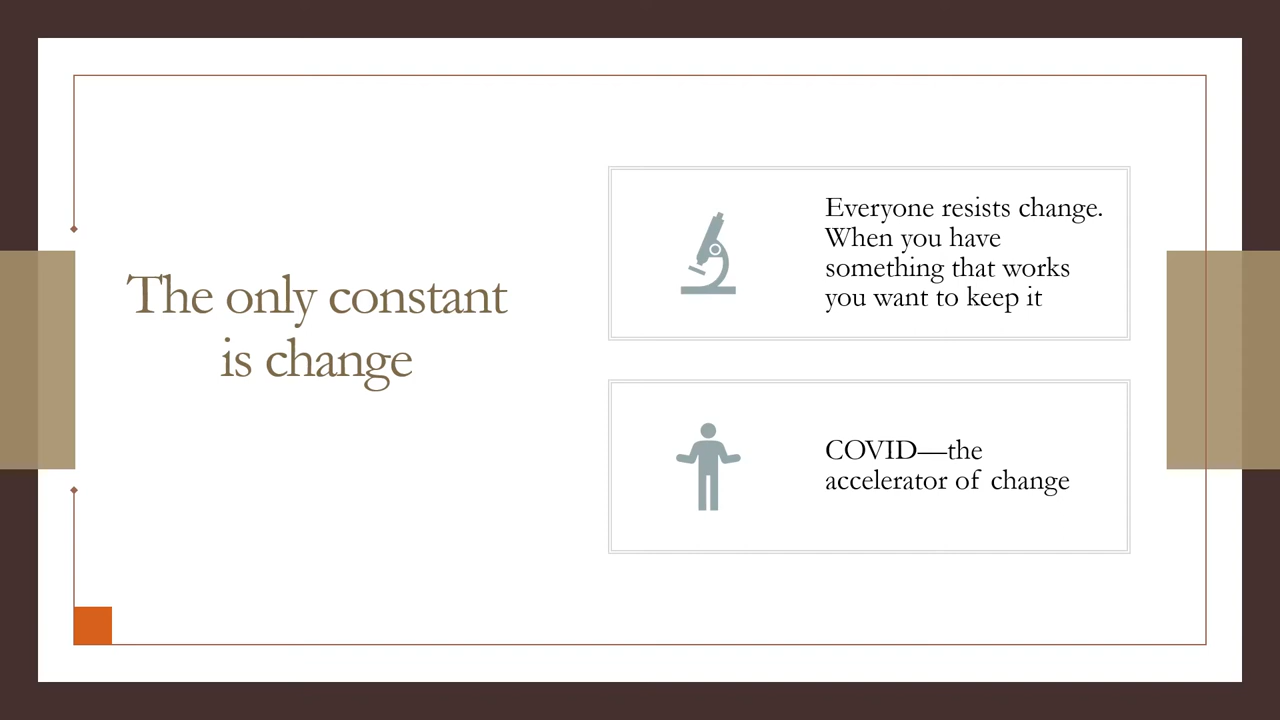 The only constant
is change
Everyone resists change.
When you have
something that works
you want to keep it
COVID—the
accelerator of change